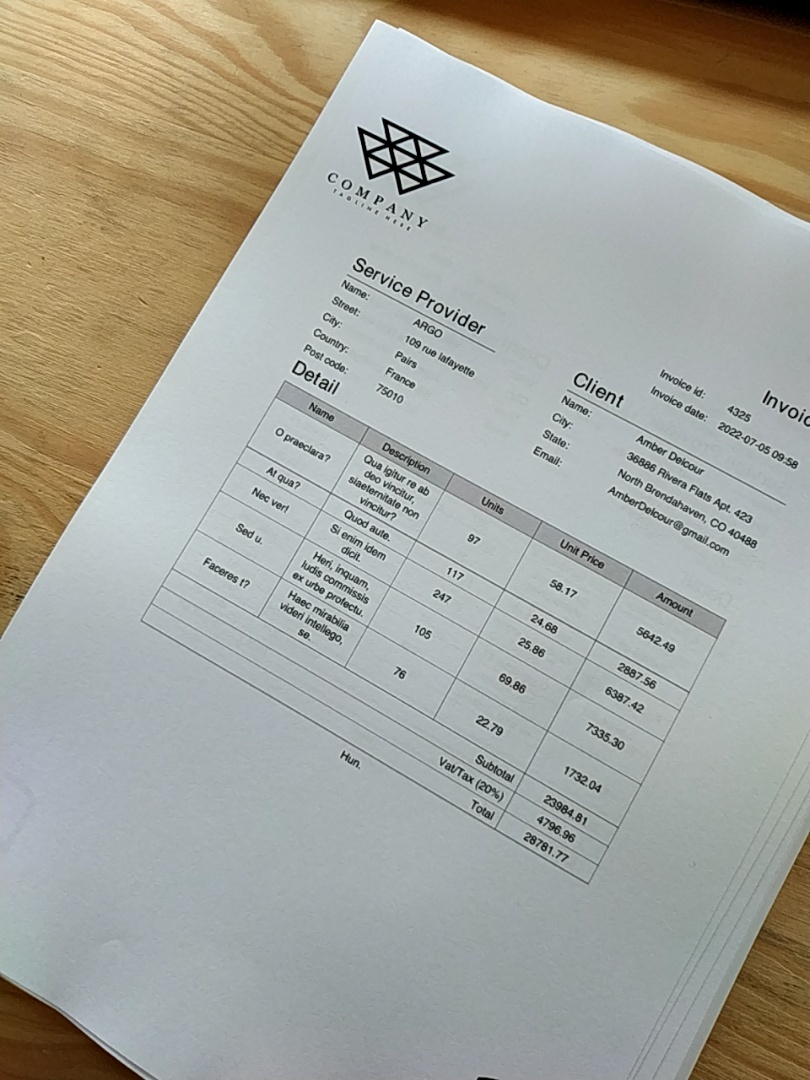 COMPANY
TAGLINE HERE
Invoic
Invoice id: 4325
Invoice date: 2022-07-05 09:58
Service Provider
Name: ARGO
Street: 109 rue lafayette
City: Pairs
Country: France
Post code: 75010
Client
Name: Amber Delcour
City: 36886 Rivera Flats Apt. 423
State: North Brendahaven, CO 40488
Email: AmberDelcour@gmail.com
Detail
Name Description Units Unit Price Amount
O praeclara? Qua igitur re ab
deo vincitur,
siaeternitate non
vincitur? 97 58.17 5642.49
At qua? Quod aute. 117 24.68 2887.56
Nec ver! Si enim idem
dicit. 247 25.86 6387.42
Sed u. Heri, inquam,
ludis commissis
ex urbe profectu. 105 69.86 7335.30
Faceres t? Haec mirabilia
videri intellego,
se. 76 22.79 1732.04
Subtotal 23984.81
Vat/Tax (20%) 4796.96
Total 28781.77
Hun.